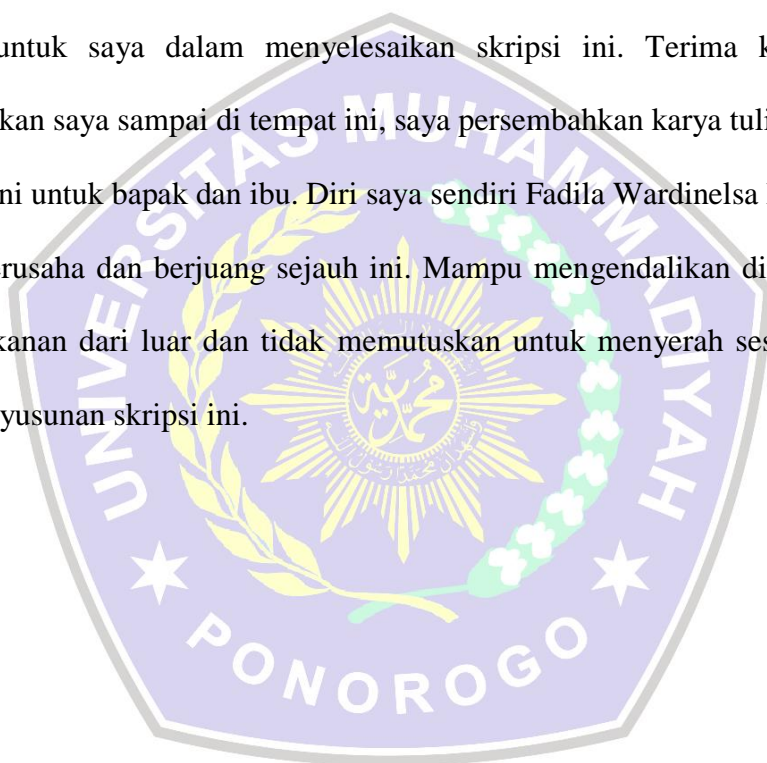 untuk saya dalam menyelesaikan skripsi ini. Terima k
kan saya sampai di tempat ini, saya persembahkan karya tuli
ni untuk bapak dan ibu. Diri saya sendiri Fadila Wardinelsa
erusaha dan berjuang sejauh ini. Mampu mengendalikan di
kanan dari luar dan tidak memutuskan untuk menyerah ses
yusunan skripsi ini.
UNIVERSITAS MUHAMMADIYAH
محمدية
PONOROGO